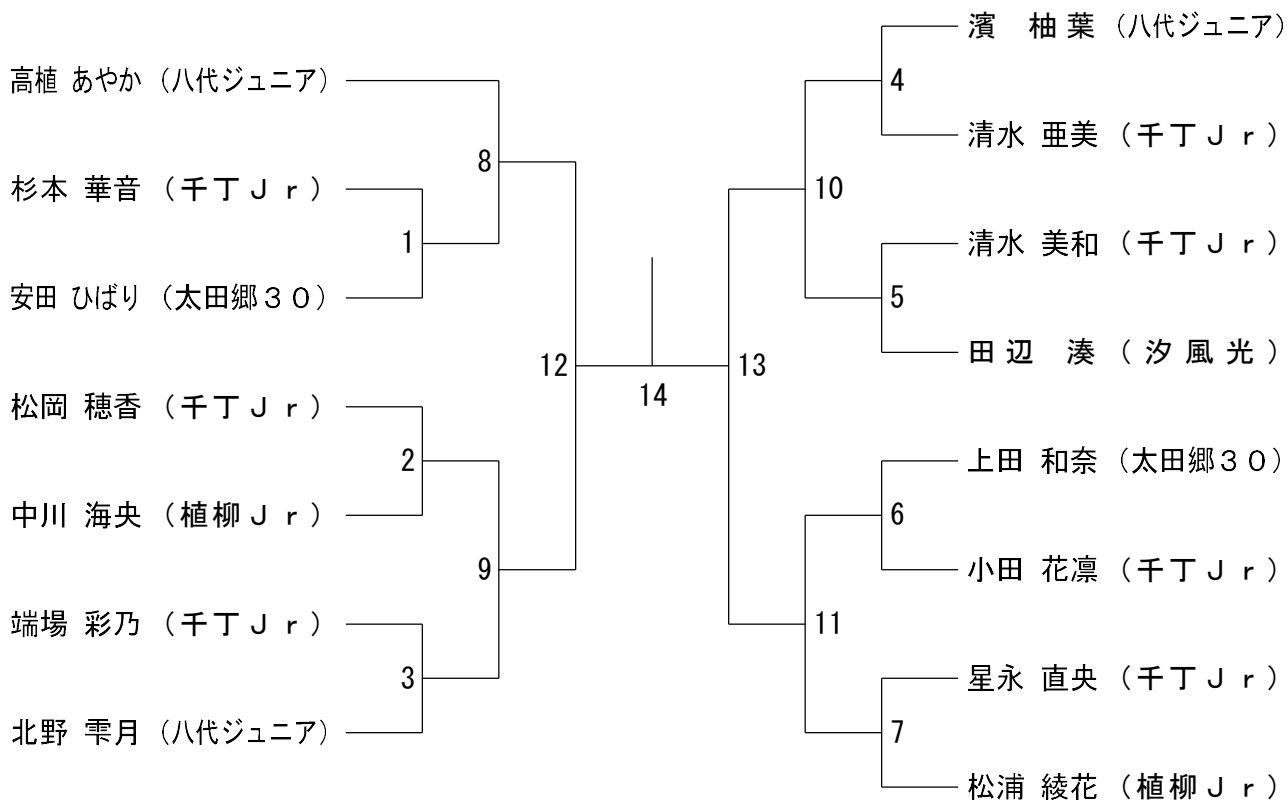 高植 あやか （八代ジュニア）
杉本 華音 （千丁Ｊｒ）
安田 ひばり （太田郷３０）
松岡 穂香 （千丁Ｊｒ）
中川 海央 （植柳Ｊｒ）
端場 彩乃 （千丁Ｊｒ）
北野 雫月 （八代ジュニア）
8
1
2
9
3
12
14
13
10
4
5
11
6
7
濱　柚葉 （八代ジュニア）
清水 亜美 （千丁Ｊｒ）
清水 美和 （千丁Ｊｒ）
田辺　湊 （汐風光）
上田 和奈 （太田郷３０）
小田 花凛 （千丁Ｊｒ）
星永 直央 （千丁Ｊｒ）
松浦 綾花 （植柳Ｊｒ）